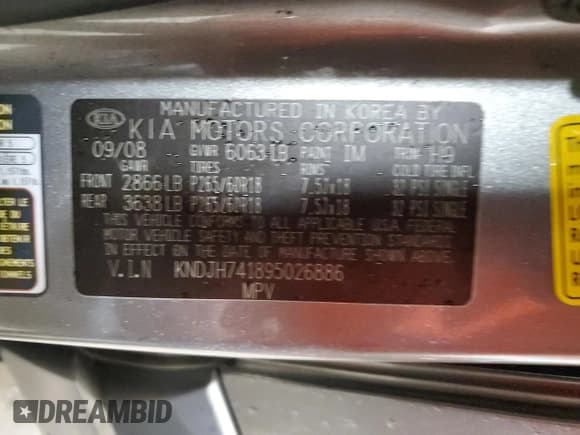 KIA
MANUFACTURED IN KOREA BY
KIA MOTORS CORPORATION
09/08 GVWR 6063LB PAINT IM TRIM H9
GAWR TIRES RIMS COLD TIRE INFL
FRONT 2866LB P265/60R18 7.5JX18 32 PSI SINGLE
REAR 3638LB P265/60R18 7.5JX18 32 PSI SINGLE
THIS VEHICLE CONFORMS TO ALL APPLICABLE U.S.A. FEDERAL
MOTOR VEHICLE SAFETY AND THEFT PREVENTION STANDARDS
IN EFFECT ON THE DATE OF MANUFACTURE SHOWN ABOVE
V.I.N KNDJH741895026886
MPV
DREAMBID